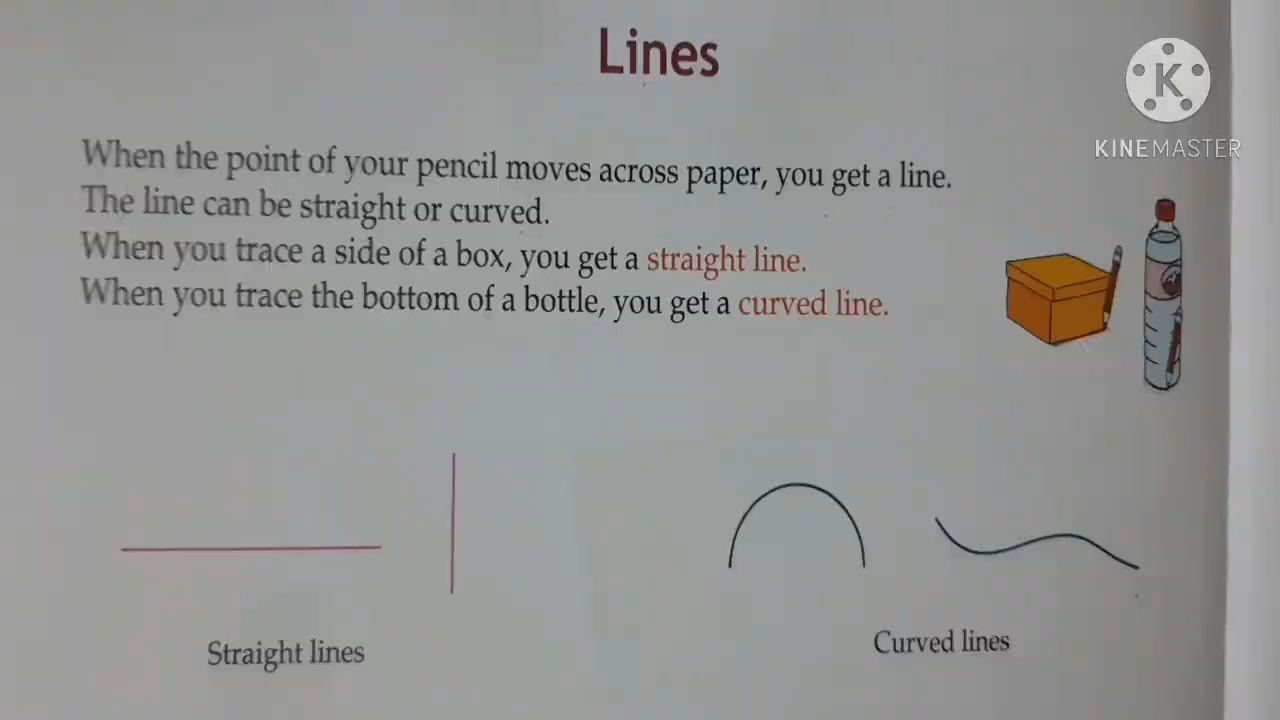 Lines
K
KINEMASTER
When the point of your pencil moves across paper, you get a line.
The line can be straight or curved.
When you trace a side of a box, you get a straight line.
When you trace the bottom of a bottle, you get a curved line.
Straight lines
Curved lines